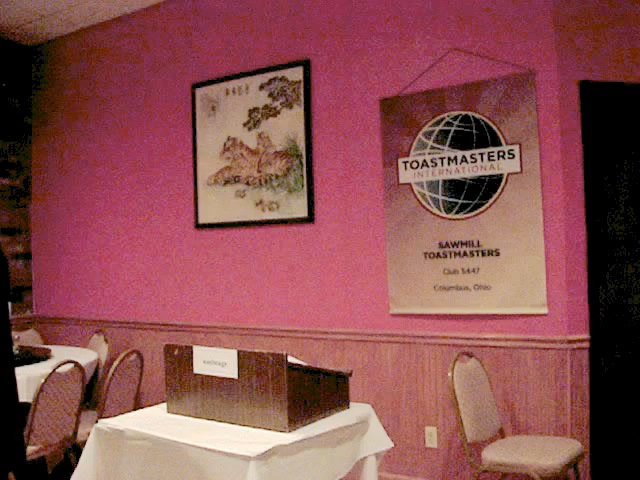 TOASTMASTERS
INTERNATIONAL
SAWMILL
TOASTMASTERS
Club 5447
Columbus, Ohio